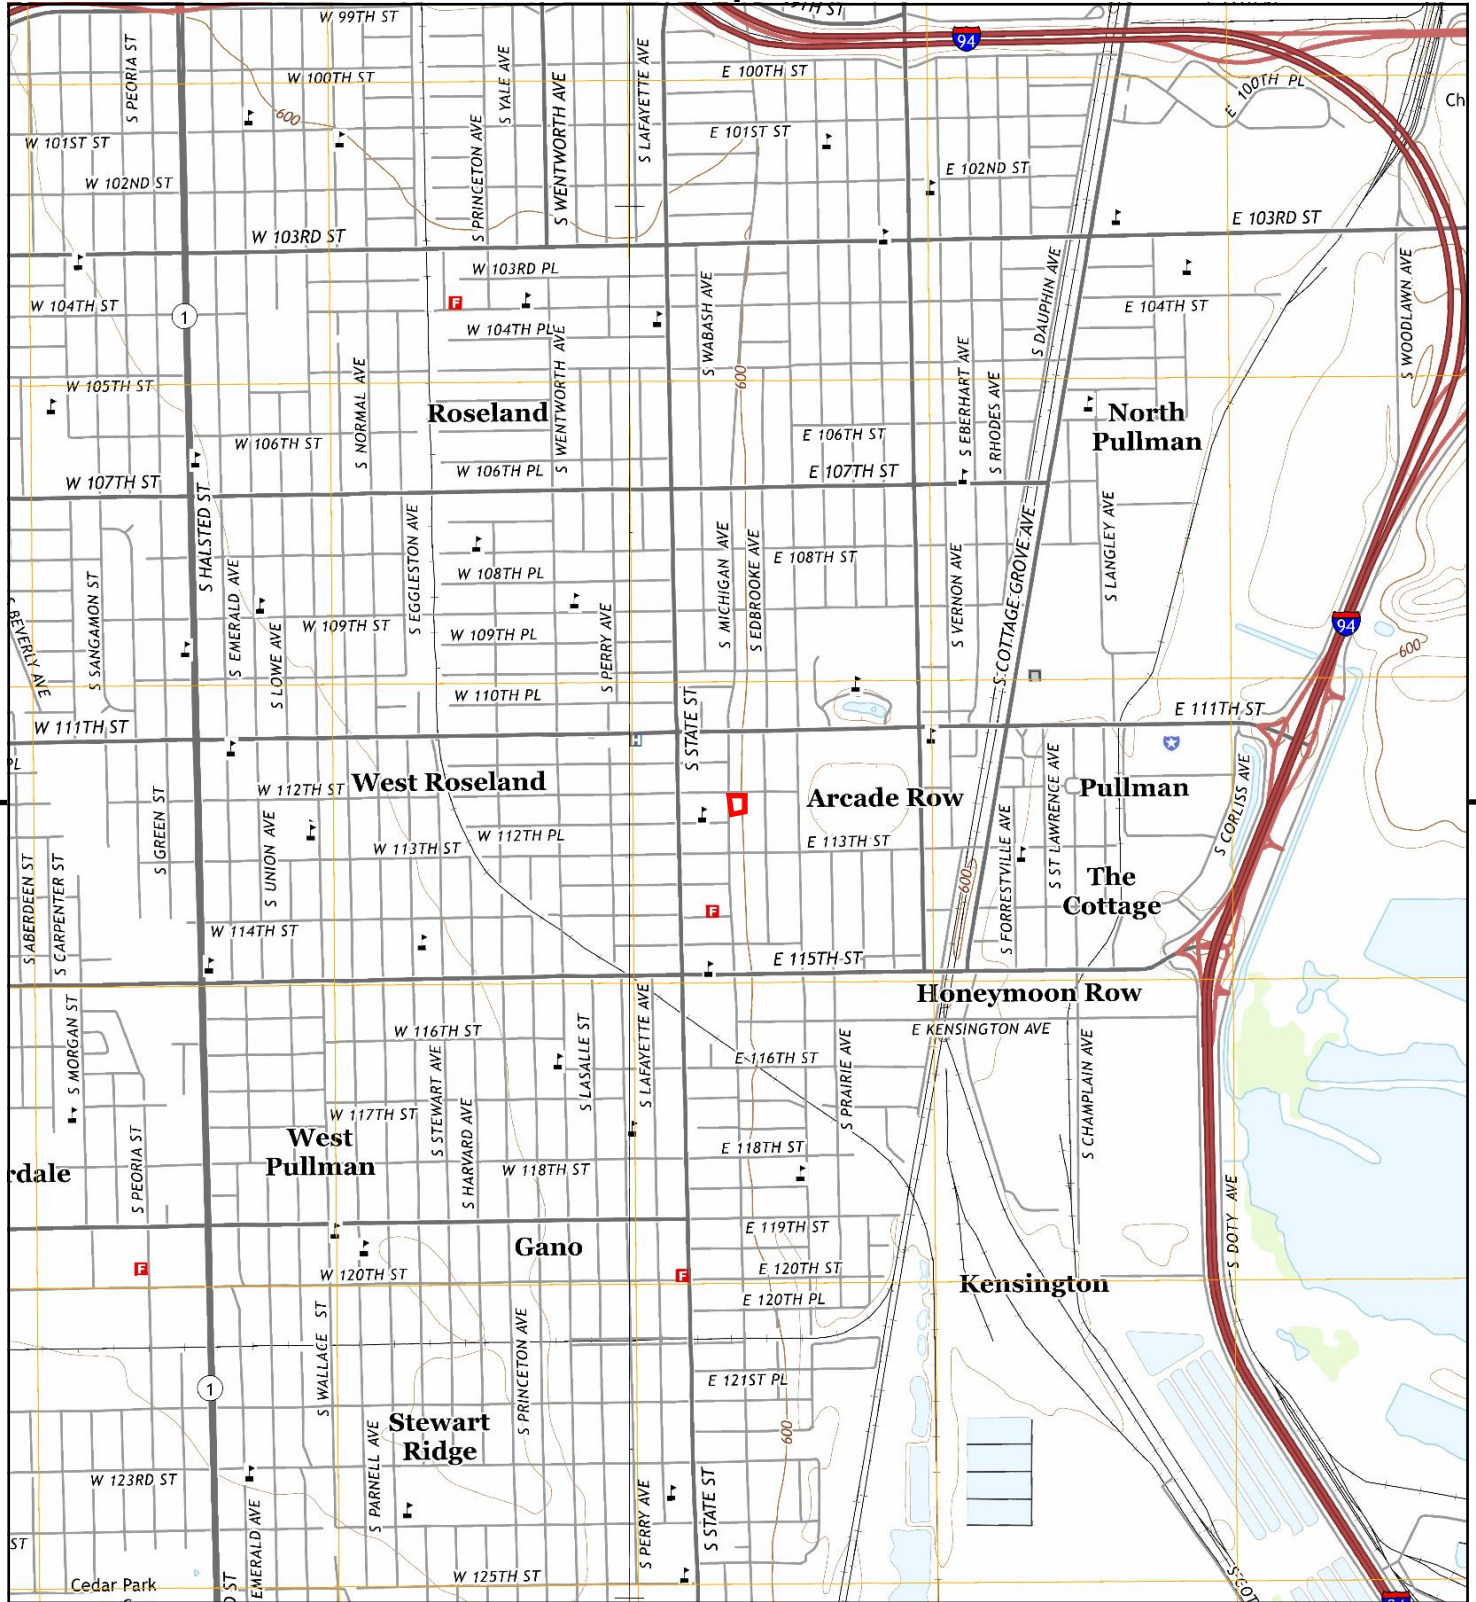 W 99TH ST
94
S PEORIA ST
W 100TH ST
S YALE AVE
S WENTWORTH AVE
S LAFAYETTE AVE
E 100TH ST
E 100TH PL
Ch
600
W 101ST ST
S PRINCETON AVE
E 101ST ST
W 102ND ST
E 102ND ST
W 103RD ST
E 103RD ST
W 103RD PL
F
S WABASH AVE
S DAUPHIN AVE
S WOODLAWN AVE
W 104TH ST
1
W 104TH PL
E 104TH ST
S WENTWORTH AVE
600
W 105TH ST
S NORMAL AVE
S EBERHART AVE
S RHODES AVE
Roseland
North
Pullman
W 106TH ST
E 106TH ST
W 106TH PL
E 107TH ST
W 107TH ST
S HALSTED ST
S EGGLESTON AVE
S MICHIGAN AVE
S EDBROOKE AVE
S COTTAGE GROVE AVE
S LANGLEY AVE
S BEVERLY AVE
S SANGAMON ST
S EMERALD AVE
W 108TH PL
E 108TH ST
S VERNON AVE
S LOWE AVE
W 109TH ST
W 109TH PL
S PERRY AVE
94
600
W 110TH PL
S STATE ST
E 111TH ST
W 111TH ST
H
PL
West Roseland
S ST LAWRENCE AVE
S CORLISS AVE
W 112TH ST
Arcade Row
Pullman
S GREEN ST
S UNION AVE
W 112TH PL
S FORRESTVILLE AVE
W 113TH ST
E 113TH ST
S ABERDEEN ST
S CARPENTER ST
600
The
Cottage
F
W 114TH ST
E 115TH ST
Honeymoon Row
S MORGAN ST
W 116TH ST
S LASALLE ST
S LAFAYETTE AVE
E KENSINGTON AVE
E 116TH ST
S PRAIRIE AVE
S CHAMPLAIN AVE
S STEWART AVE
S HARVARD AVE
W 117TH ST
S PEORIA ST
West
Pullman
E 118TH ST
W 118TH ST
rdale
S DOTY AVE
E 119TH ST
Gano
F
W 120TH ST
F
E 120TH ST
Kensington
E 120TH PL
S WALLACE ST
S PRINCETON AVE
1
E 121ST PL
Stewart
Ridge
S PARNELL AVE
600
W 123RD ST
S PERRY AVE
S STATE ST
EMERALD AVE
ST
W 125TH ST
Cedar Park
D ST
S COT